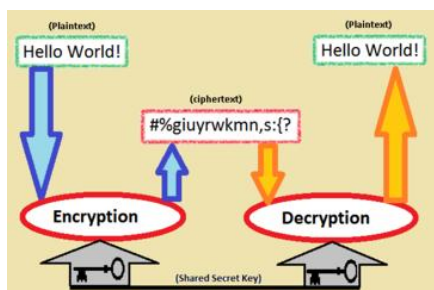 (Plaintext)
Hello World!
(Plaintext)
Hello World!
(ciphertext)
#%giuyrwkmn,s:{?
Encryption
Decryption
(Shared Secret Key)